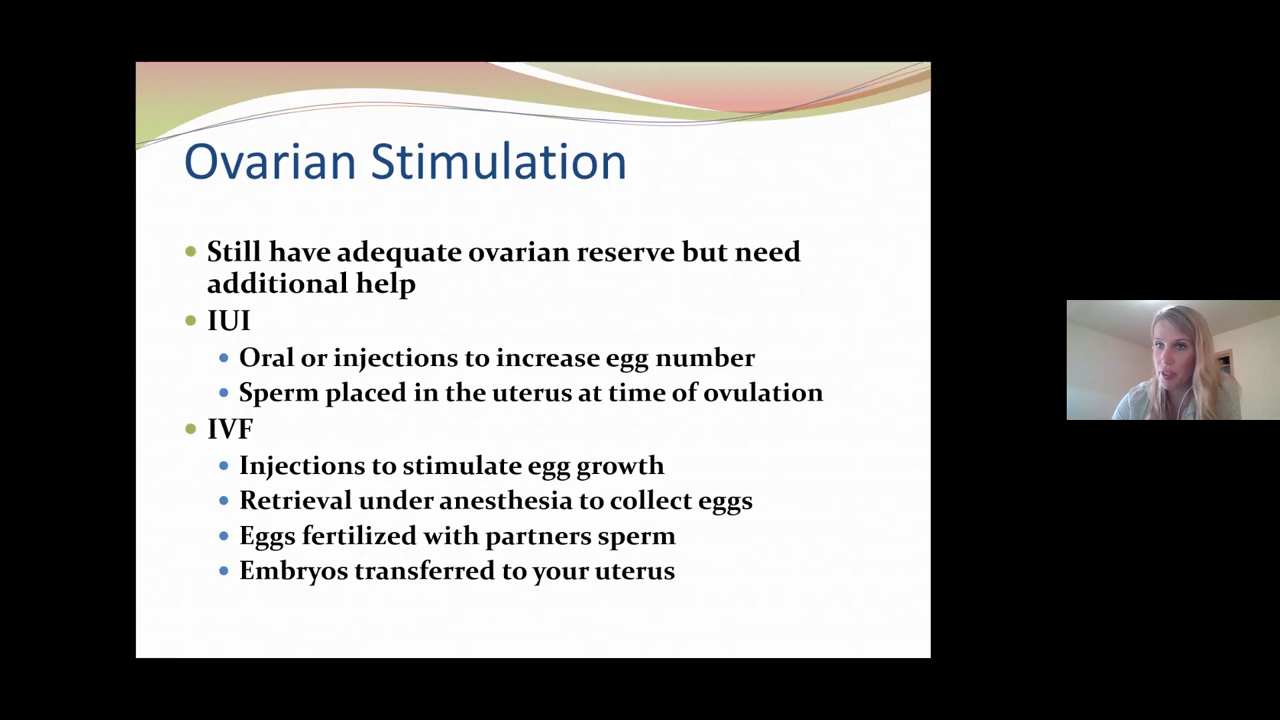 Ovarian Stimulation
Still have adequate ovarian reserve but need
additional help
IUI
Oral or injections to increase egg number
Sperm placed in the uterus at time of ovulation
IVF
Injections to stimulate egg growth
Retrieval under anesthesia to collect eggs
Eggs fertilized with partners sperm
Embryos transferred to your uterus